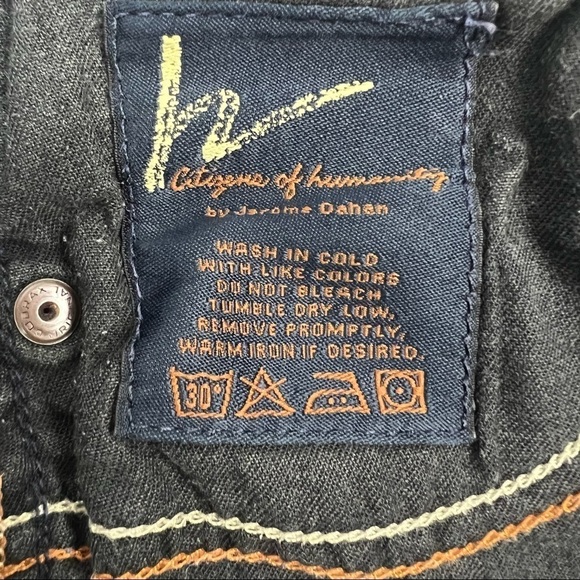 h
Citizens of humanity
by Jerome Dahan
WASH IN COLD
WITH LIKE COLORS
DO NOT BLEACH
TUMBLE DRY LOW.
REMOVE PROMPTLY.
WARM IRON IF DESIRED.
30°